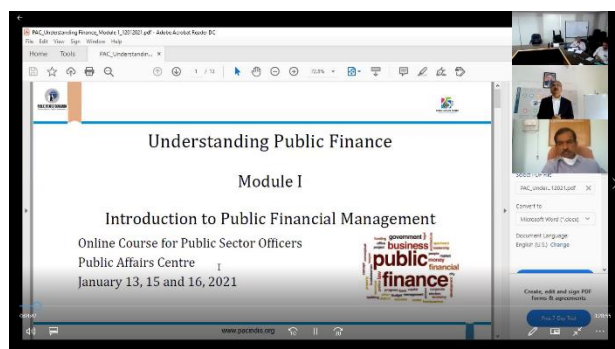 PAC_Understanding Finance_Module 1_13012021.pdf - Adobe Acrobat Reader DC
File Edit View Sign Window Help
Home Tools PAC_Understandin... ×
1 / 13
Understanding Public Finance
Module I
Introduction to Public Financial Management
Online Course for Public Sector Officers
Public Affairs Centre
January 13, 15 and 16, 2021
government
business
public
money
financial
finance
www.pacindia.org
PAC_Under...12021.pdf ×
Convert to
Microsoft Word (*.docx)
Document Language:
English (U.S.) Change
Create, edit and sign PDF
forms & agreements